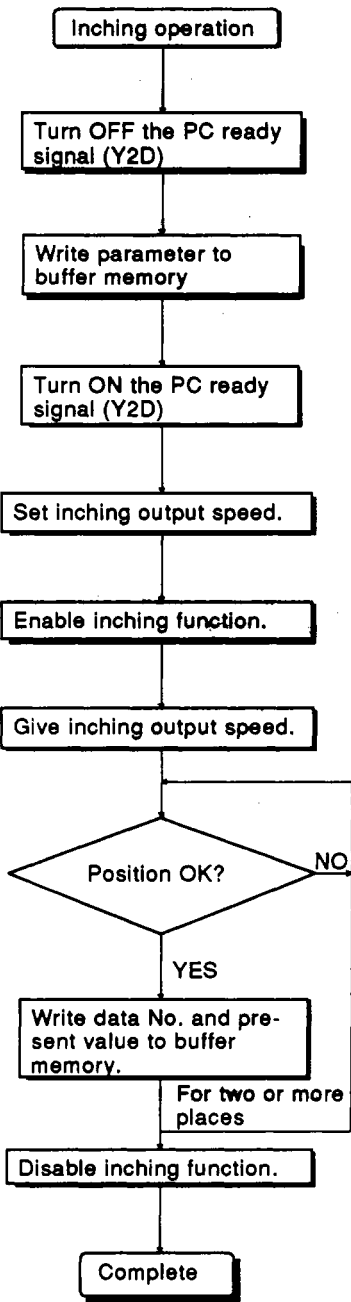 Inching operation
Turn OFF the PC ready
signal (Y2D)
Write parameter to
buffer memory
Turn ON the PC ready
signal (Y2D)
Set inching output speed.
Enable inching function.
Give inching output speed.
Position OK?
NO
YES
Write data No. and pre-
sent value to buffer
memory.
For two or more
places
Disable inching function.
Complete